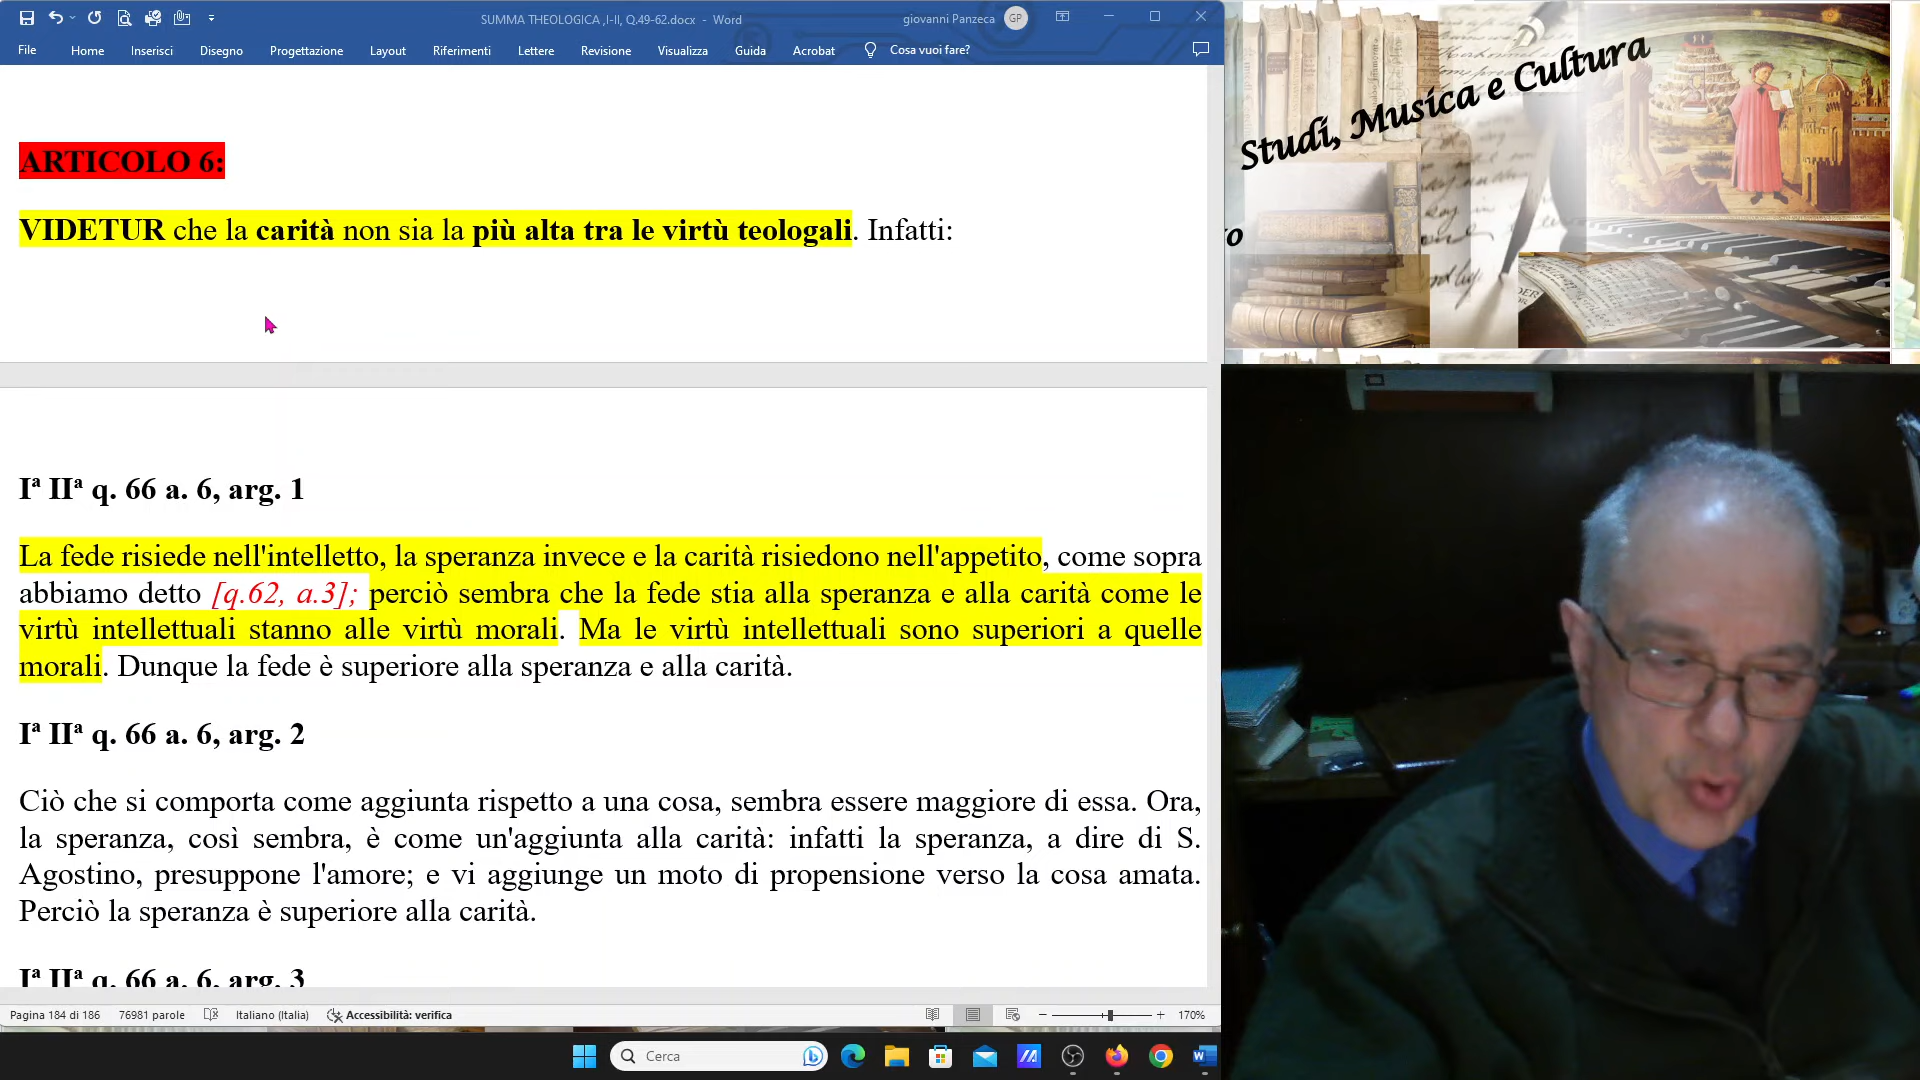 SUMMA THEOLOGICA ,I-II, Q.49-62.docx - Word
giovanni Panzeca GP
File Home Inserisci Disegno Progettazione Layout Riferimenti Lettere Revisione Visualizza Guida Acrobat Cosa vuoi fare?
Studi, Musica e Cultura
ARTICOLO 6:
VIDETUR che la carità non sia la più alta tra le virtù teologali. Infatti:
Iª IIª q. 66 a. 6, arg. 1
La fede risiede nell'intelletto, la speranza invece e la carità risiedono nell'appetito, come sopra
abbiamo detto [q.62, a.3]; perciò sembra che la fede stia alla speranza e alla carità come le
virtù intellettuali stanno alle virtù morali. Ma le virtù intellettuali sono superiori a quelle
morali. Dunque la fede è superiore alla speranza e alla carità.
Iª IIª q. 66 a. 6, arg. 2
Ciò che si comporta come aggiunta rispetto a una cosa, sembra essere maggiore di essa. Ora,
la speranza, così sembra, è come un'aggiunta alla carità: infatti la speranza, a dire di S.
Agostino, presuppone l'amore; e vi aggiunge un moto di propensione verso la cosa amata.
Perciò la speranza è superiore alla carità.
Iª IIª q. 66 a. 6, arg. 3
Pagina 184 di 186 76981 parole Italiano (Italia) Accessibilità: verifica 170%
Cerca